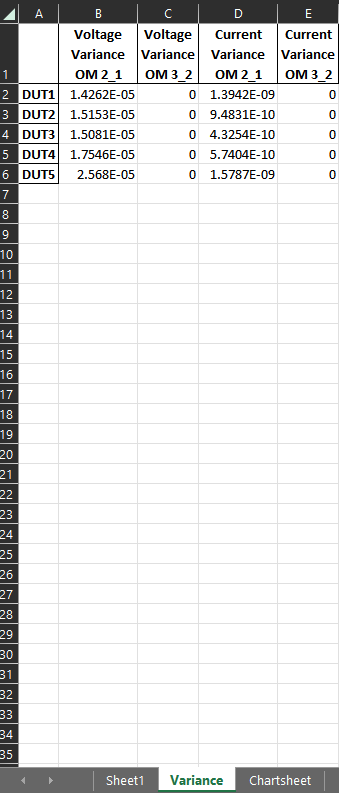 A B C D E
Voltage Voltage Current Current
Variance Variance Variance Variance
1 OM 2_1 OM 3_2 OM 2_1 OM 3_2
2 DUT1 1.4262E-05 0 1.3942E-09 0
3 DUT2 1.5153E-05 0 9.4831E-10 0
4 DUT3 1.5081E-05 0 4.3254E-10 0
5 DUT4 1.7546E-05 0 5.7404E-10 0
6 DUT5 2.568E-05 0 1.5787E-09 0
7
8
9
10
11
12
13
14
15
16
17
18
19
20
21
22
23
24
25
26
27
28
29
30
31
32
33
34
35
Sheet1 Variance Chartsheet